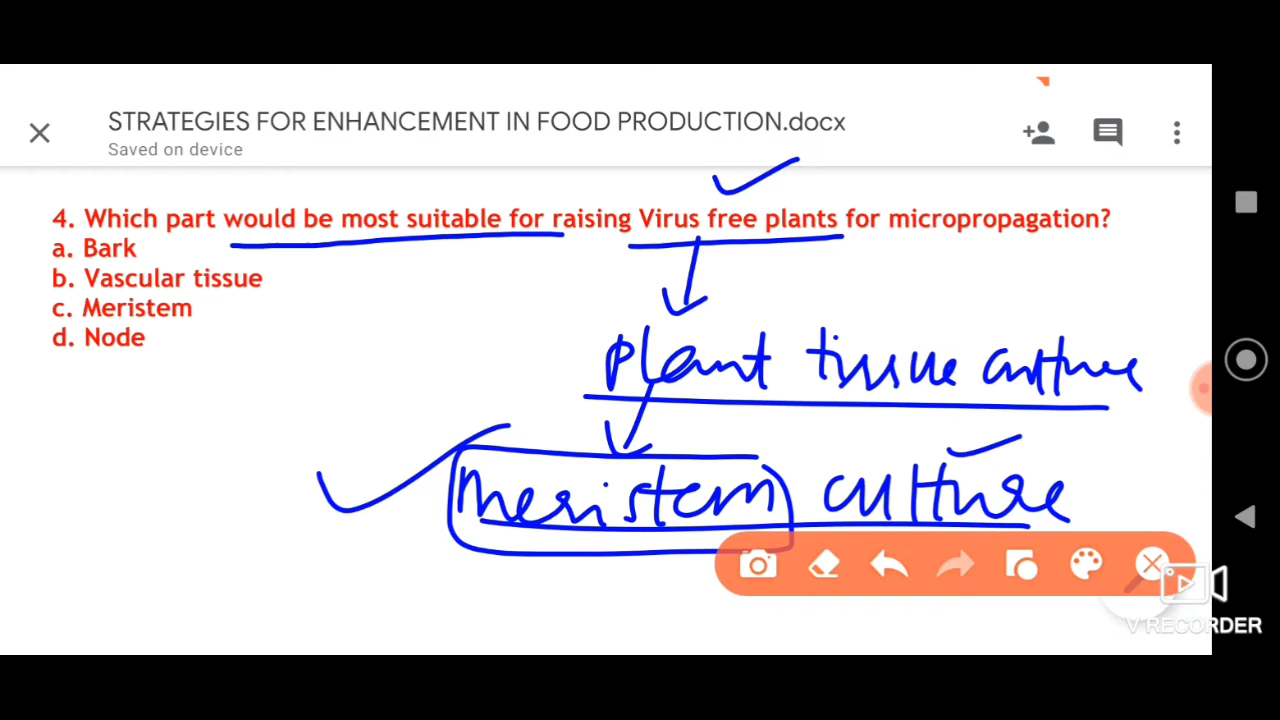 STRATEGIES FOR ENHANCEMENT IN FOOD PRODUCTION.docx
Saved on device
4. Which part would be most suitable for raising Virus free plants for micropropagation?
a. Bark
b. Vascular tissue
c. Meristem
d. Node
plant tissue culture
meristem culture
V RECORDER